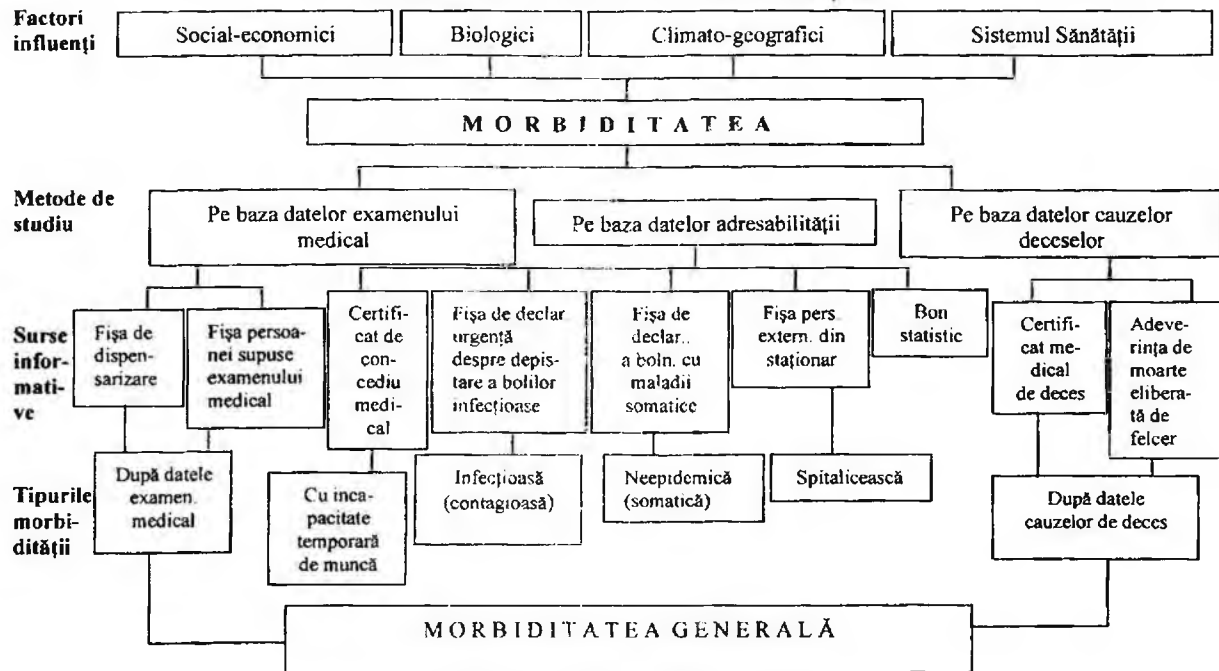 Factori
influenți
Social-economici
Biologici
Climato-geografici
Sistemul Sănătății
MORBIDITATEA
Metode de
studiu
Pe baza datelor examenului
medical
Pe baza datelor adresabilității
Pe baza datelor cauzelor
deceselor
Surse
infor-
mati-
ve
Fișa de
dispen-
sarizare
Fișa persoa-
nei supuse
examenului
medical
Certifi-
cat de
con-
cediu
medi-
cal
Fișa de declar
urgență
despre depis-
tare a bolilor
infecțioase
Fișa de
declar..
a boln. cu
maladii
somatice
Fișa pers.
extern. din
staționar
Bon
statistic
Certifi-
cat me-
dical
de deces
Adeve-
rința de
moarte
elibera-
tă de
felcer
Tipurile
morbi-
dității
După datele
examen.
medical
Cu inca-
pacitate
temporară
de muncă
Infecțioasă
(contagioasă)
Neepidemică
(somatică)
Spitalicească
După datele
cauzelor de deces
MORBIDITATEA GENERALĂ